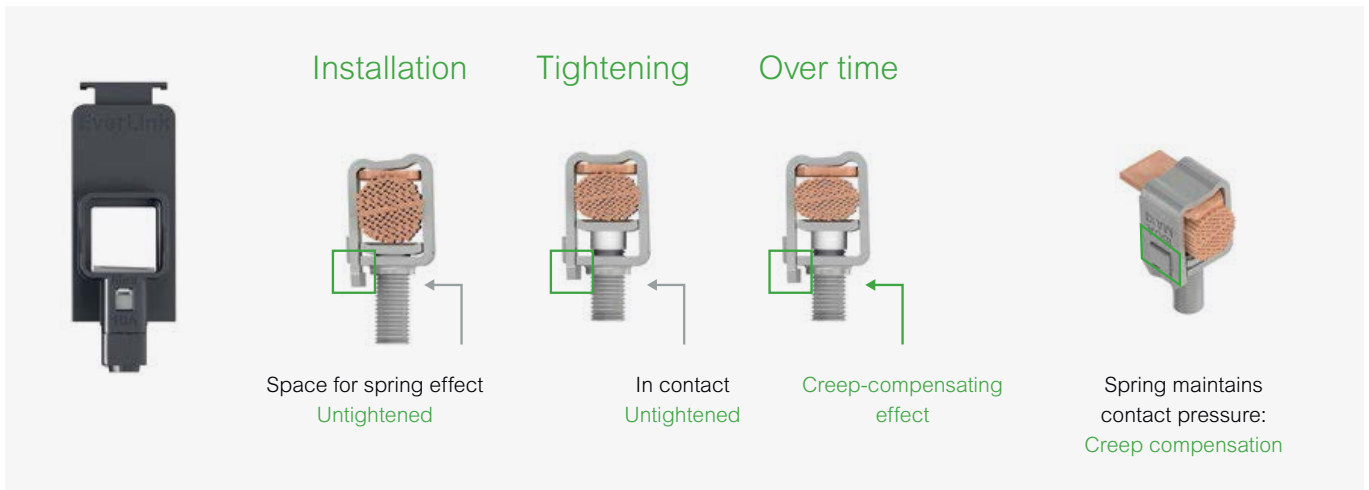 Installation
Tightening
Over time
EverLink
Space for spring effect
Untightened
In contact
Untightened
Creep-compensating
effect
Spring maintains
contact pressure:
Creep compensation